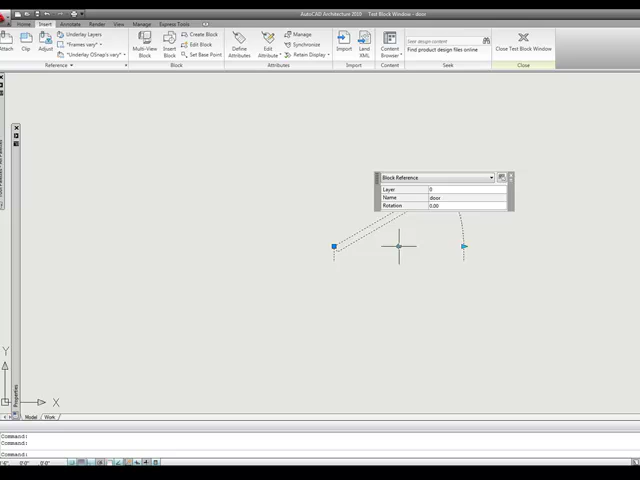 AutoCAD Architecture 2010 Test Block Window - door
Home Insert Annotate Render View Manage Express Tools
Attach Clip Adjust
Underlay Layers
*Frames vary*
*Underlay OSnaps vary*
Reference
Multi-View Block
Insert Block
Create Block
Edit Block
Set Base Point
Block
Define Attributes
Edit Attributes
Manage
Synchronize
Retain Display
Attributes
Import
Land XML
Import
Content Browser
Content
Seek design content
Find product design files online
Seek
Close Test Block Window
Close
Block Reference
Layer 0
Name door
Rotation 0.00
Properties
Y
X
Model Work
Command:
Command:
Command: